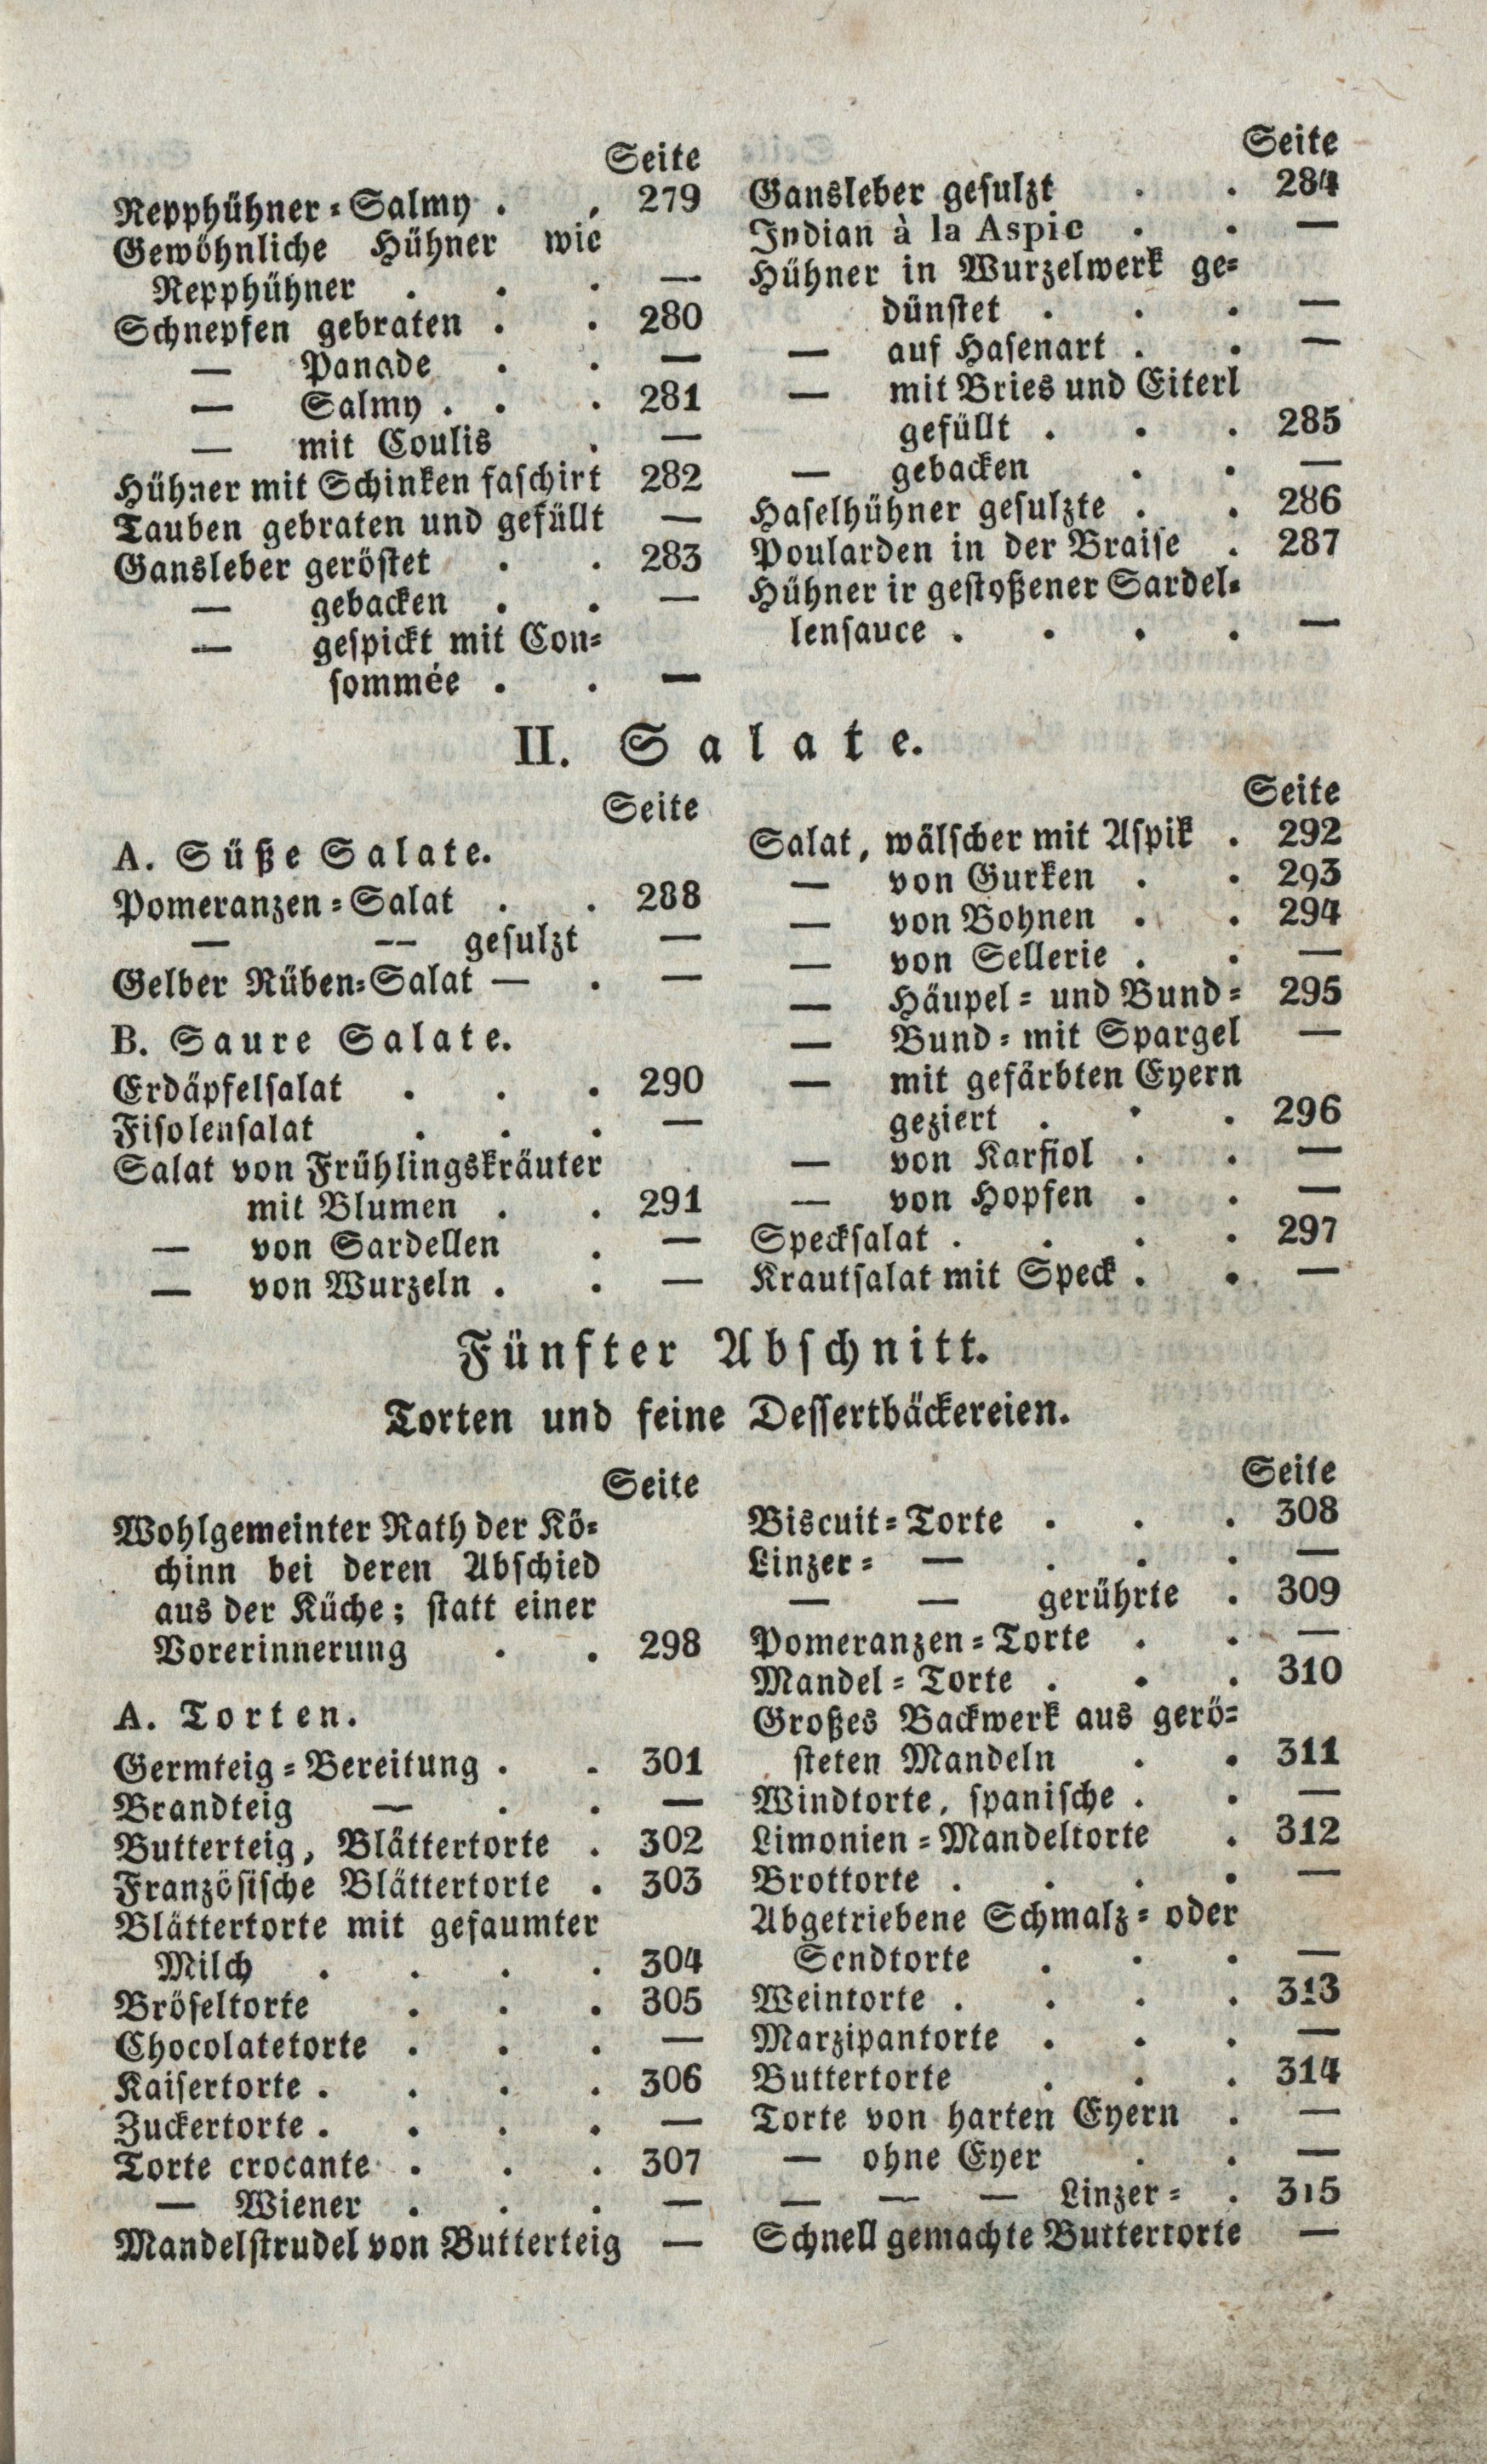 Seite
Repphühner-Salmy . , 279
Gewöhnliche Hühner wie
Repphühner . . . —
Schnepfen gebraten . . 280
— Panade . . —
— Salmy . . . 281
— mit Coulis . —
Hühner mit Schinken faschirt 282
Tauben gebraten und gefüllt —
Gansleber geröstet . . 283
— gebacken . . —
— gespickt mit Con-
sommée . . —
Seite
Gansleber gesulzt . . 284
Indian à la Aspic . . —
Hühner in Wurzelwerk ge-
dünstet . . . —
— auf Hasenart . . —
— mit Bries und Eiterl
gefüllt . . . 285
— gebacken . . —
Haselhühner gesulzte . . 286
Poularden in der Braise . 287
Hühner ir gestoßener Sardel-
lensauce . . . . —
II. Salate.
Seite
A. Süße Salate.
Pomeranzen-Salat . . 288
— — gesulzt —
Gelber Rüben-Salat — . —
B. Saure Salate.
Erdäpfelsalat . . . 290
Fisolensalat . . . —
Salat von Frühlingskräuter
mit Blumen . . 291
— von Sardellen . —
— von Wurzeln . . —
Seite
Salat, wälscher mit Aspik . 292
— von Gurken . . 293
— von Bohnen . . 294
— von Sellerie . . —
— Häupel- und Bund- 295
— Bund- mit Spargel —
— mit gefärbten Eyern
geziert . . . 296
— von Karfiol . . —
— von Hopfen . . —
Specksalat . . . . 297
Krautsalat mit Speck . . —
Fünfter Abschnitt.
Torten und feine Dessertbäckereien.
Seite
Wohlgemeinter Rath der Kö-
chinn bei deren Abschied
aus der Küche; statt einer
Vorerinnerung . . 298
A. Torten.
Germteig-Bereitung . . 301
Brandteig — . . —
Butterteig, Blättertorte . 302
Französische Blättertorte . 303
Blättertorte mit gefaumter
Milch . . . . 304
Bröseltorte . . . 305
Chocolatetorte . . . —
Kaisertorte . . . . 306
Zuckertorte . . . . —
Torte crocante . . . 307
— Wiener . . . —
Mandelstrudel von Butterteig —
Seite
Biscuit-Torte . . . 308
Linzer- — . . . —
— — gerührte . 309
Pomeranzen-Torte . . —
Mandel-Torte . . . 310
Großes Backwerk aus gerö-
steten Mandeln . . 311
Windtorte, spanische . . —
Limonien-Mandeltorte . 312
Brottorte . . . . —
Abgetriebene Schmalz- oder
Sendtorte . . . —
Weintorte . . . . 313
Marzipantorte . . . —
Buttertorte . . . 314
Torte von harten Eyern . —
— ohne Eyer . . —
— — — Linzer- . 315
Schnell gemachte Buttertorte —